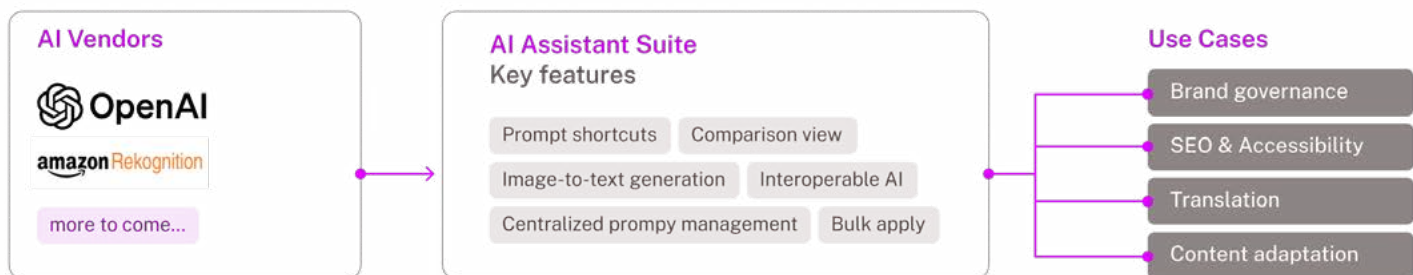 AI Vendors
OpenAI
amazon Rekognition
more to come...
AI Assistant Suite
Key features
Prompt shortcuts
Comparison view
Image-to-text generation
Interoperable AI
Centralized prompy management
Bulk apply
Use Cases
Brand governance
SEO & Accessibility
Translation
Content adaptation